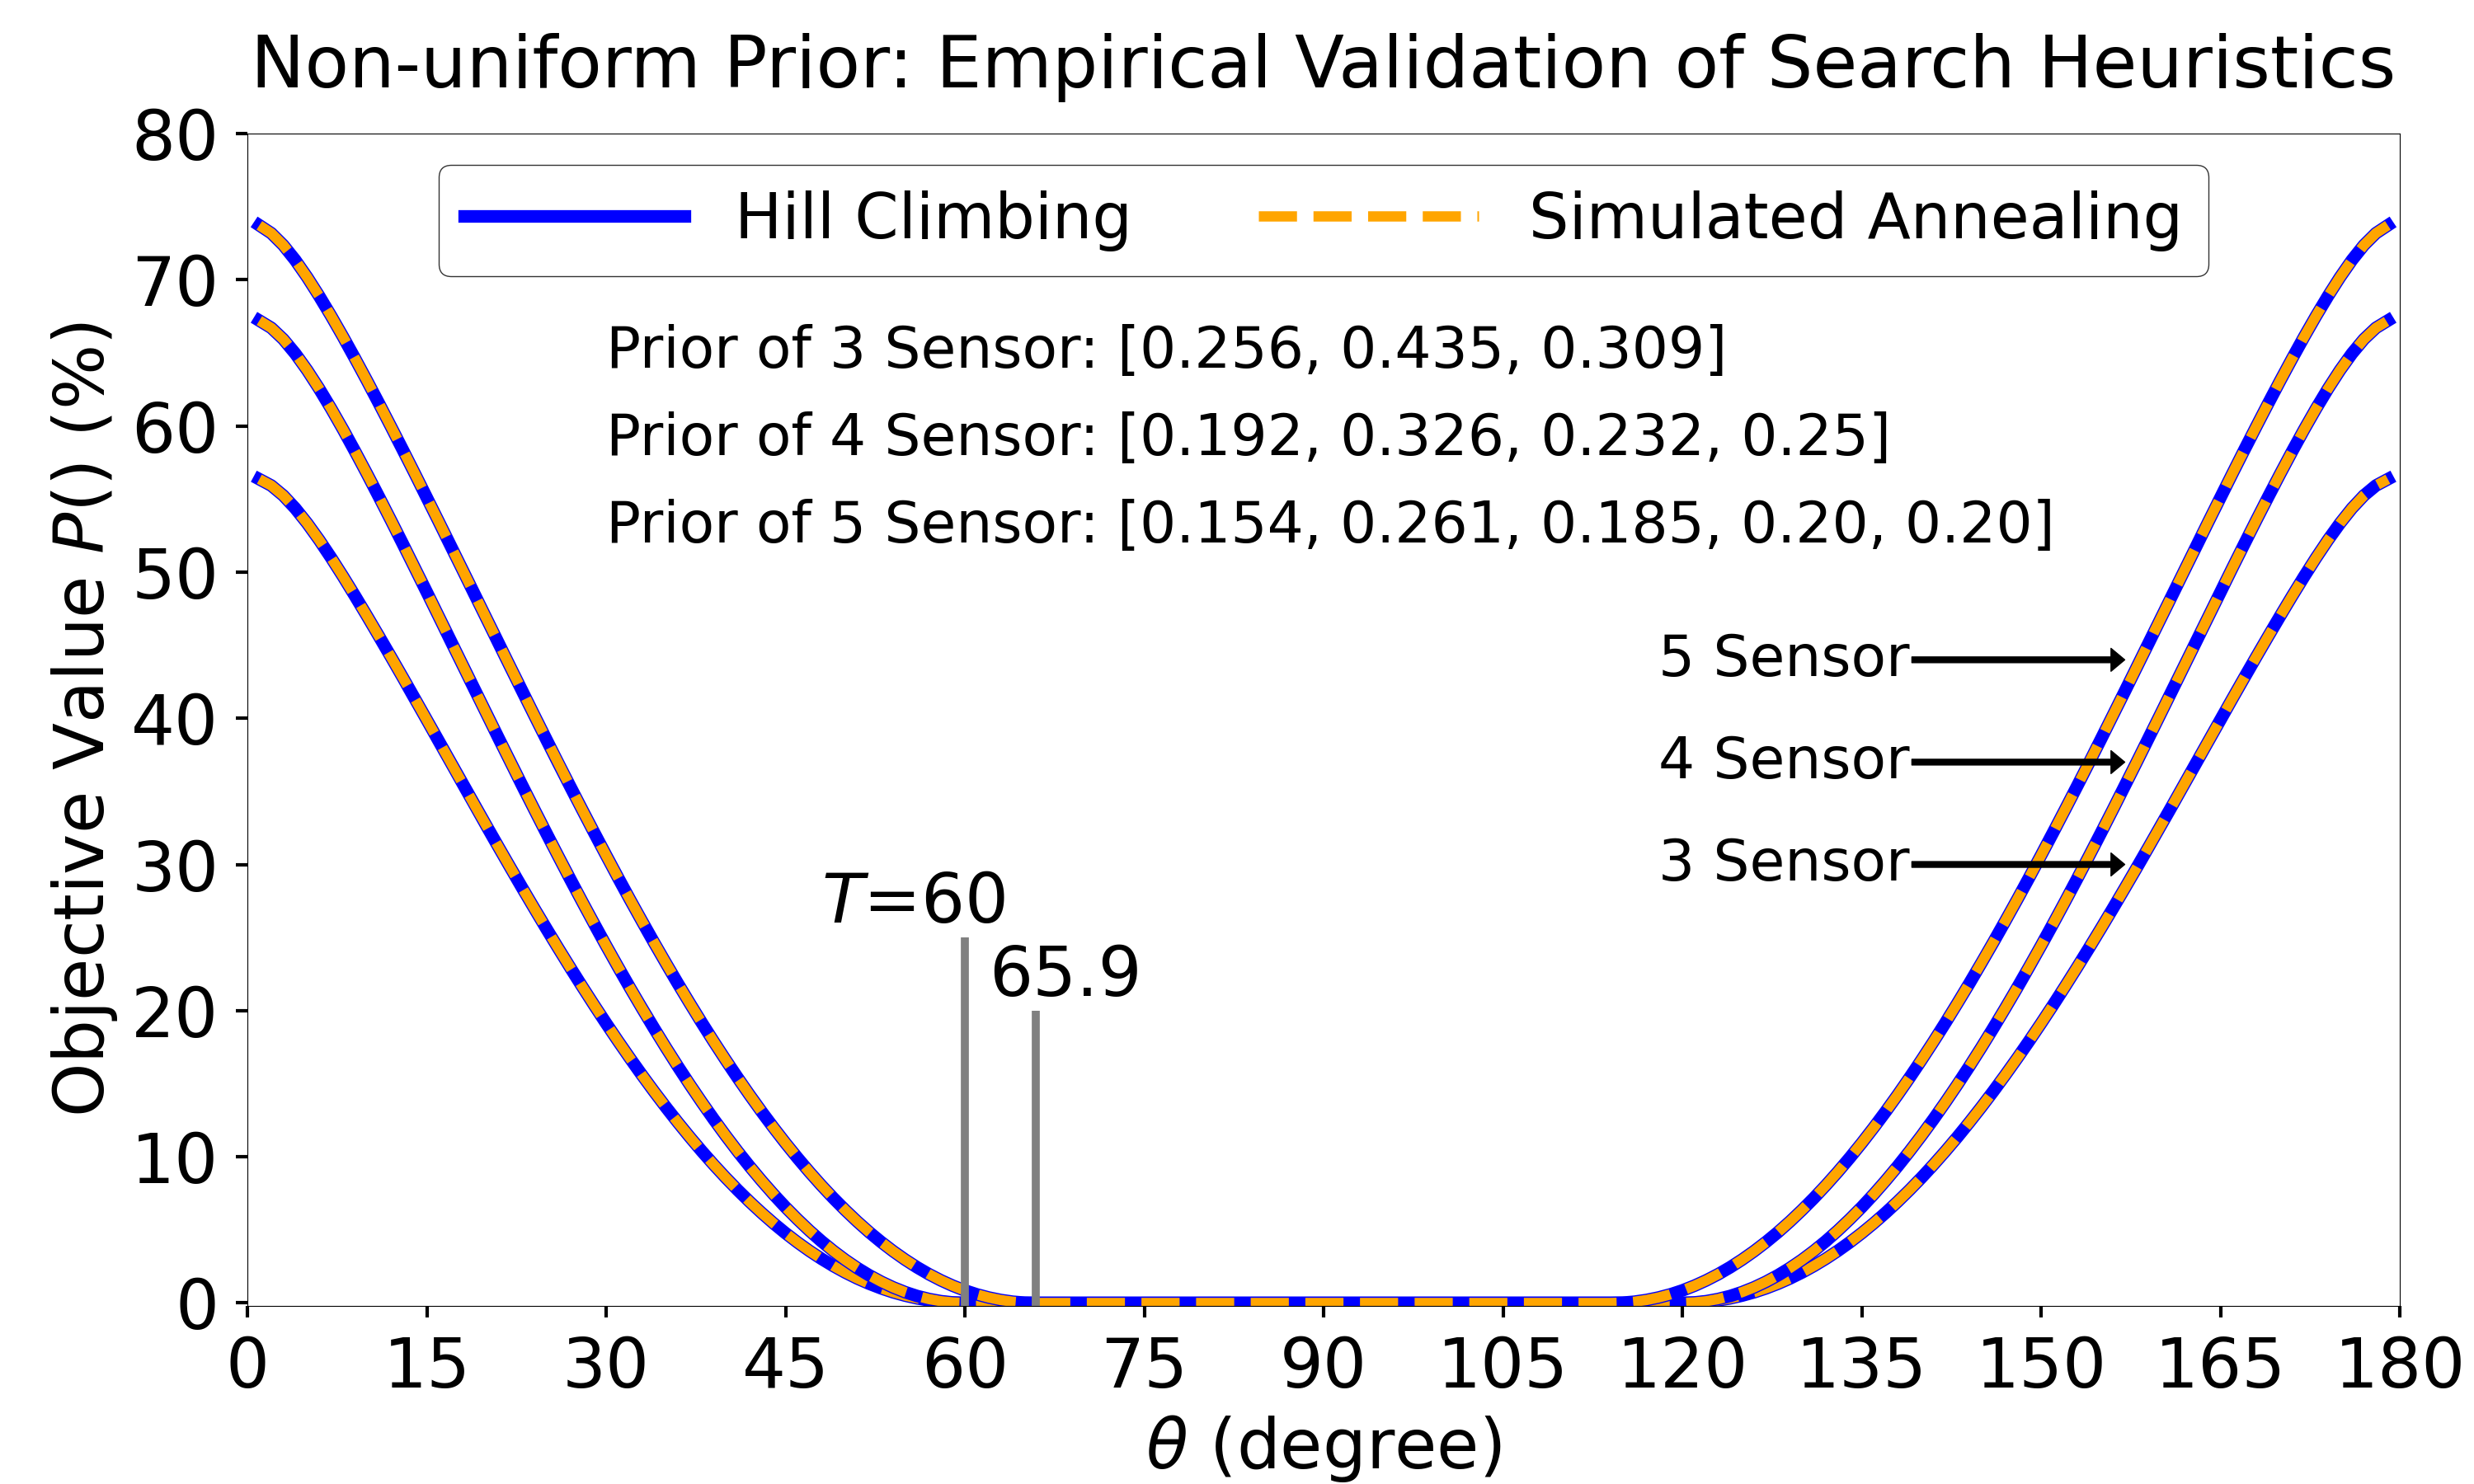 Non-uniform Prior: Empirical Validation of Search Heuristics
Objective Value P() (%)
80
70
60
50
40
30
20
10
0
Hill Climbing
Simulated Annealing
Prior of 3 Sensor: [0.256, 0.435, 0.309]
Prior of 4 Sensor: [0.192, 0.326, 0.232, 0.25]
Prior of 5 Sensor: [0.154, 0.261, 0.185, 0.20, 0.20]
5 Sensor
4 Sensor
3 Sensor
T=60
65.9
0 15 30 45 60 75 90 105 120 135 150 165 180
θ (degree)